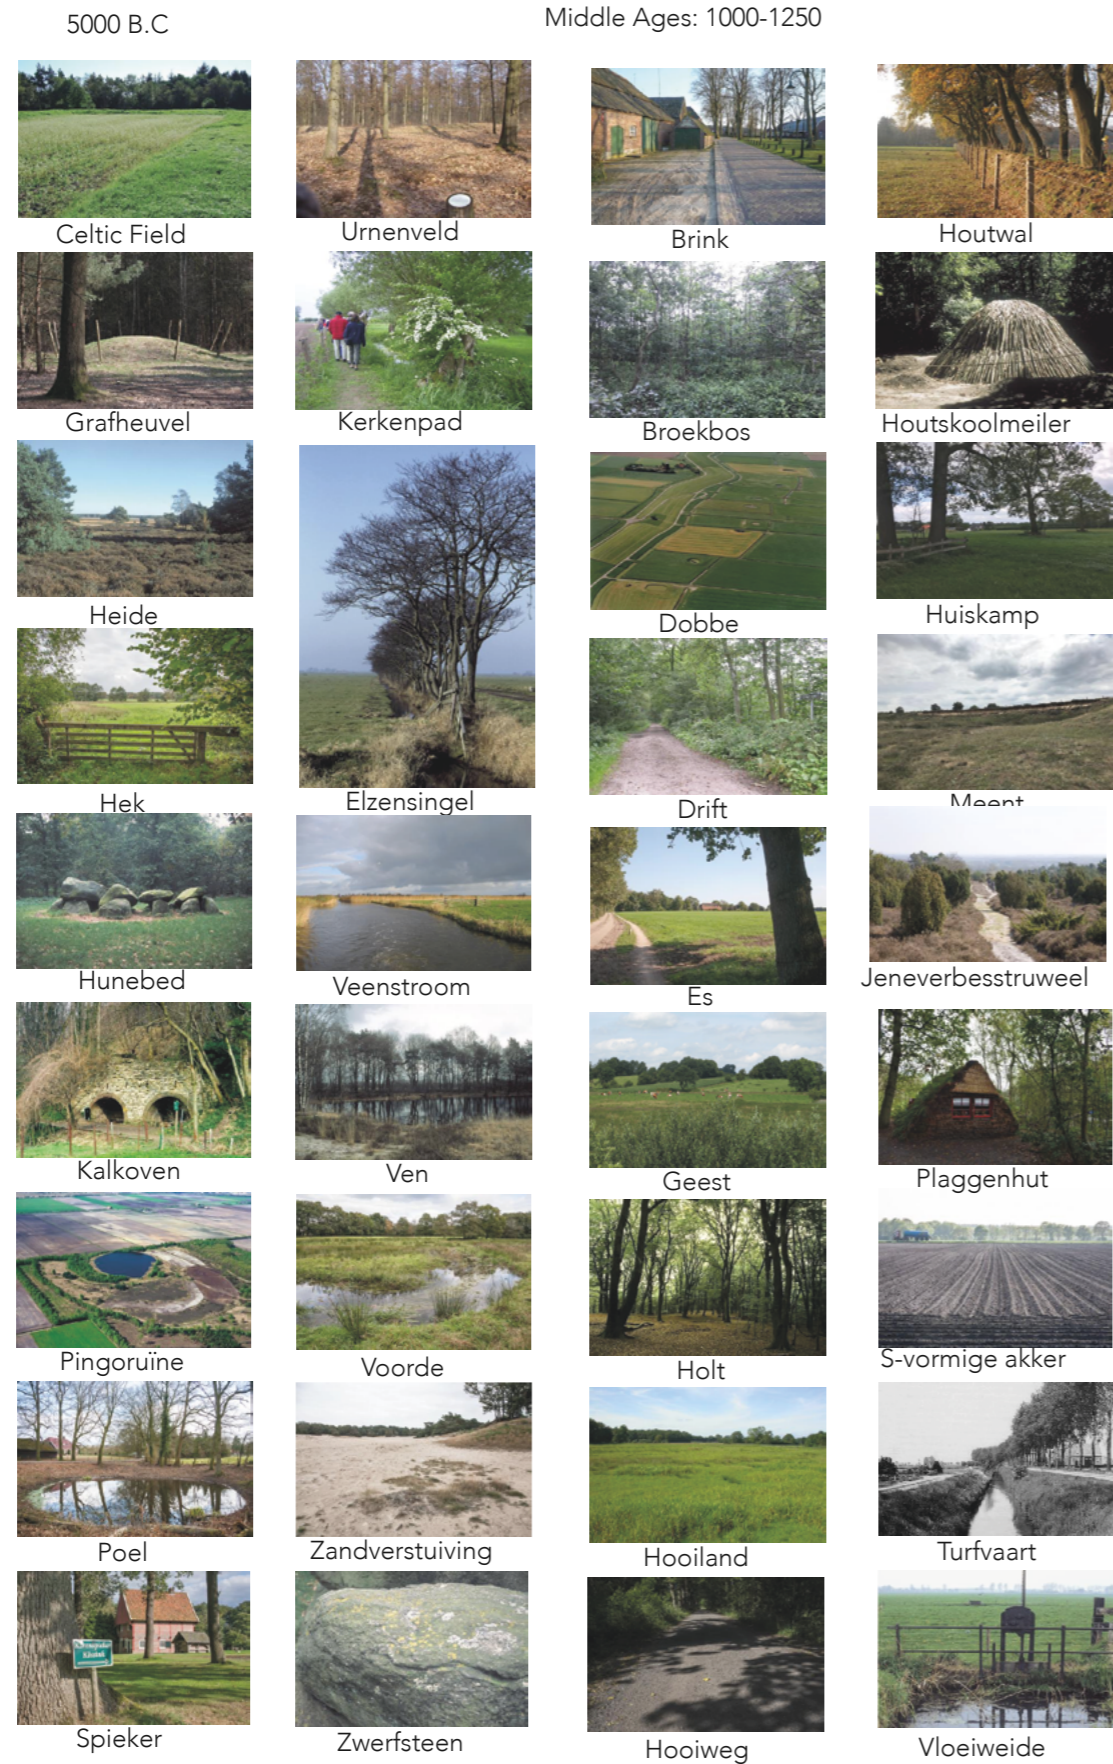 5000 B.C
Middle Ages: 1000-1250
Celtic Field
Urnenveld
Brink
Houtwal
Grafheuvel
Kerkenpad
Broekbos
Houtskoolmeiler
Heide
Dobbe
Huiskamp
Hek
Elzensingel
Drift
Meent
Hunebed
Veenstroom
Es
Jeneverbesstruweel
Kalkoven
Ven
Geest
Plaggenhut
Pingoruïne
Voorde
Holt
S-vormige akker
Poel
Zandverstuiving
Hooiland
Turfvaart
Spieker
Zwerfsteen
Hooiweg
Vloeiweide